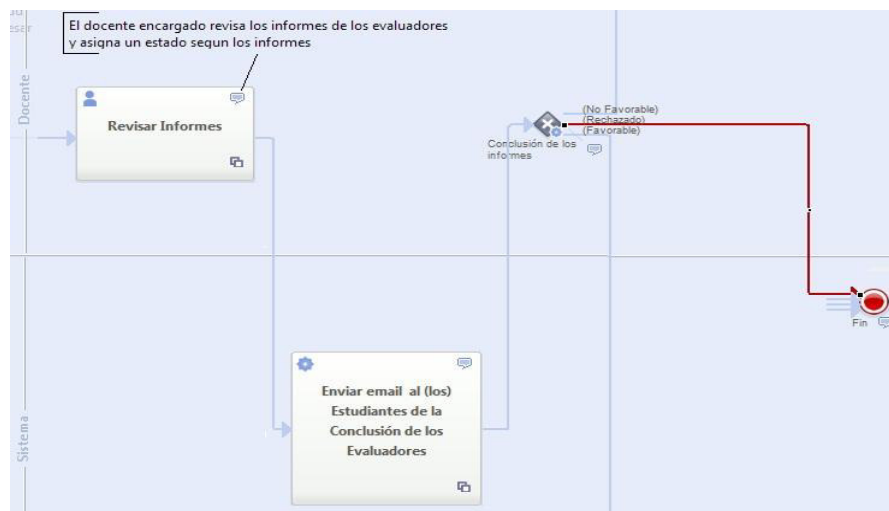 El docente encargado revisa los informes de los evaluadores
y asigna un estado sequn los informes
Docente
Revisar Informes
(No Favorable)
(Rechazado)
(Favorable)
Conclusión de los
informes
Fin
Sistema
Enviar email al (los)
Estudiantes de la
Conclusión de los
Evaluadores